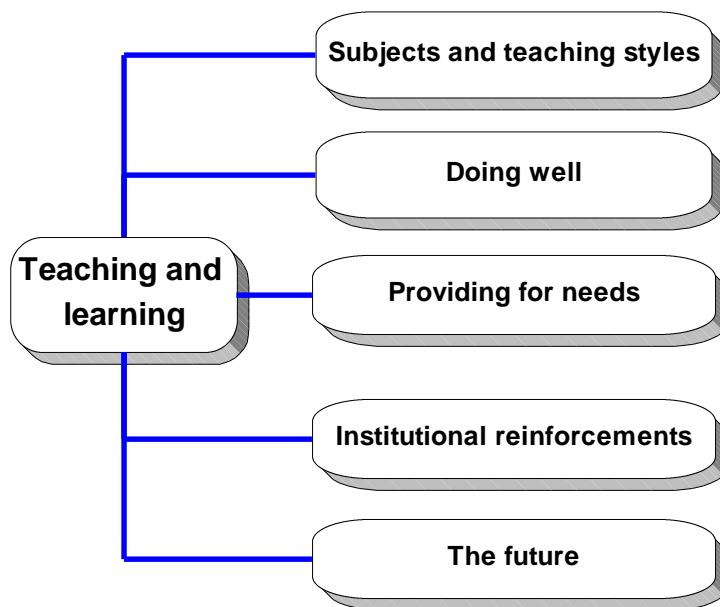 Subjects and teaching styles
Doing well
Teaching and
learning
Providing for needs
Institutional reinforcements
The future